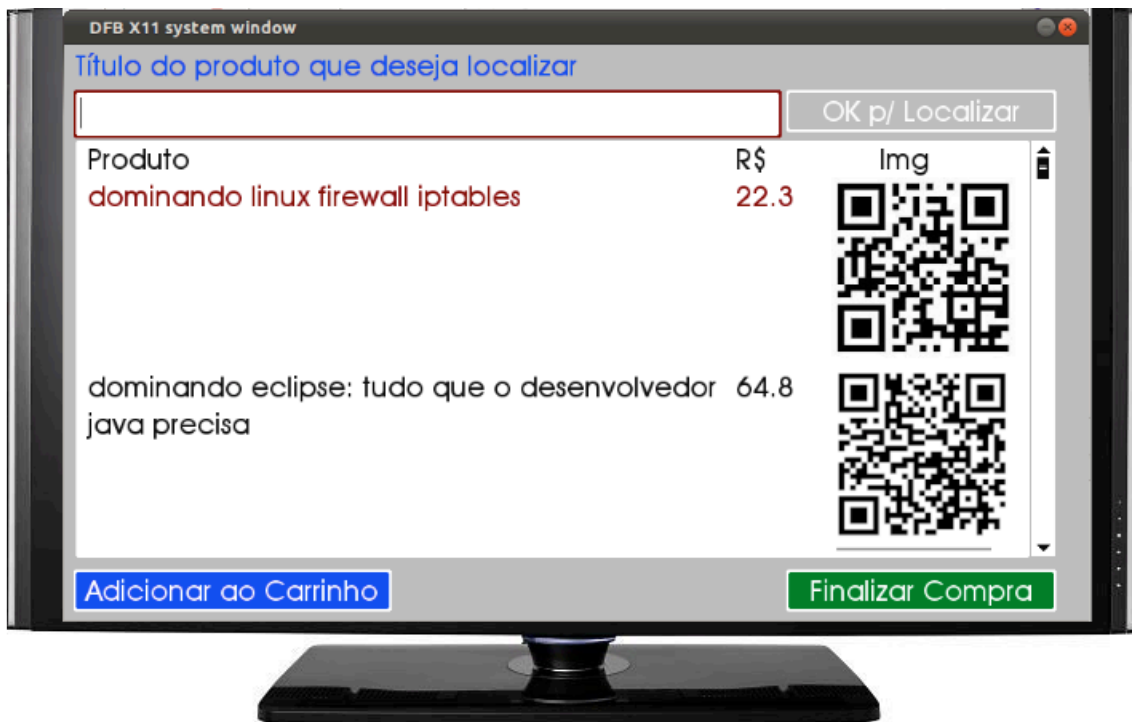 DFB X11 system window
Título do produto que deseja localizar
OK p/ Localizar
Produto R$ Img
dominando linux firewall iptables 22.3
dominando eclipse: tudo que o desenvolvedor 64.8
java precisa
Adicionar ao Carrinho Finalizar Compra